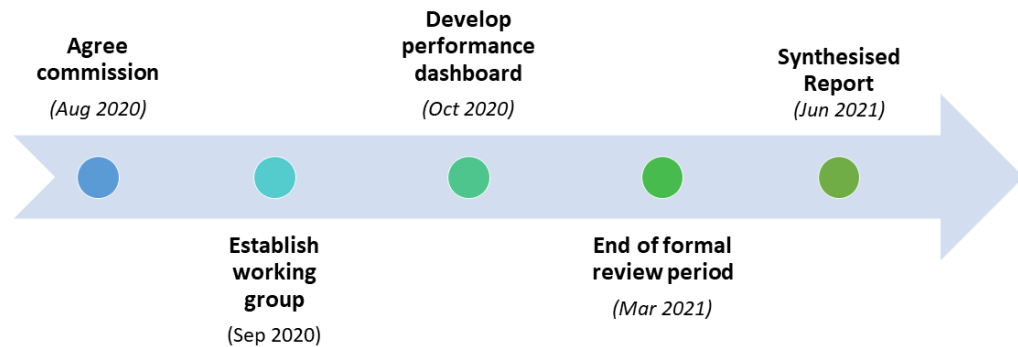 Agree
commission
(Aug 2020)
Establish
working
group
(Sep 2020)
Develop
performance
dashboard
(Oct 2020)
End of formal
review period
(Mar 2021)
Synthesised
Report
(Jun 2021)